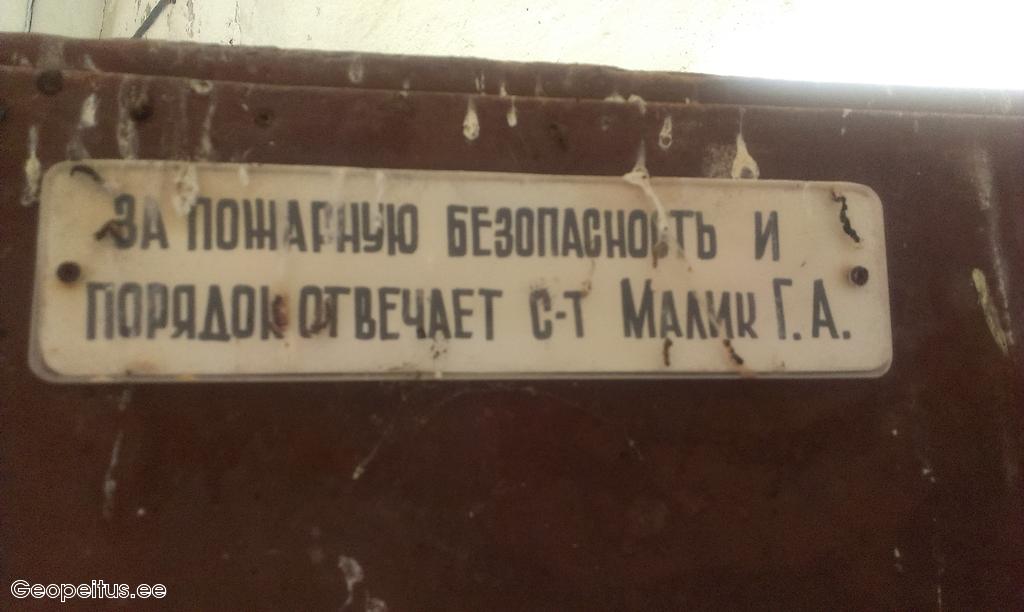 ЗА ПОЖАРНУЮ БЕЗОПАСНОСТЬ И
ПОРЯДОК ОТВЕЧАЕТ С-Т МАЛИК Г.А.
Geopeitus.ee